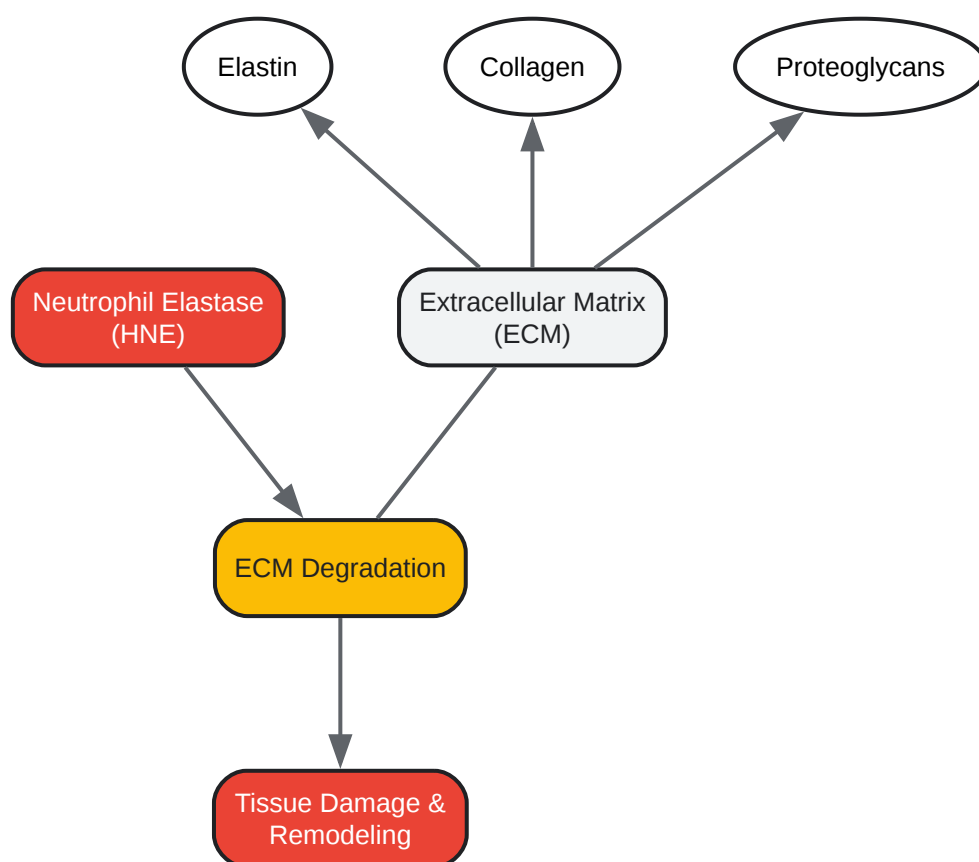 Elastin
Collagen
Proteoglycans
Neutrophil Elastase
(HNE)
Extracellular Matrix
(ECM)
ECM Degradation
Tissue Damage &
Remodeling